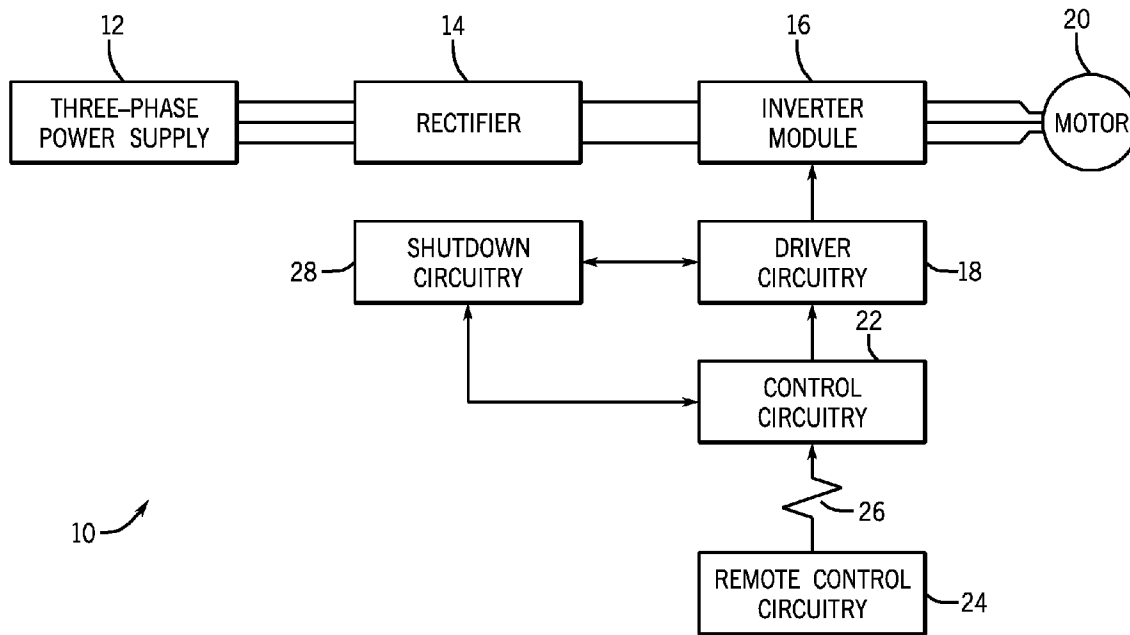 12
14
16
20
THREE–PHASE
POWER SUPPLY
RECTIFIER
INVERTER
MODULE
MOTOR
SHUTDOWN
CIRCUITRY
28
DRIVER
CIRCUITRY
18
22
CONTROL
CIRCUITRY
26
10
REMOTE CONTROL
CIRCUITRY
24